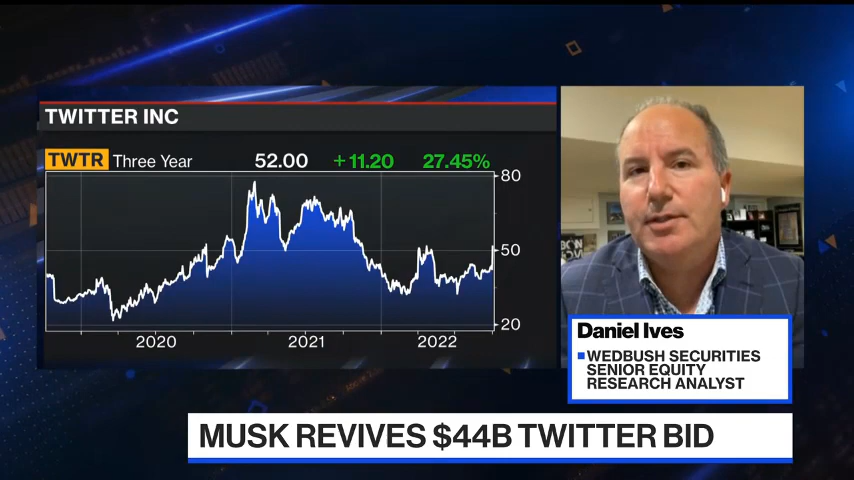 TWITTER INC
TWTR Three Year 52.00 +11.20 27.45%
80
50
20
2020 2021 2022
Daniel Ives
WEDBUSH SECURITIES
SENIOR EQUITY
RESEARCH ANALYST
MUSK REVIVES $44B TWITTER BID